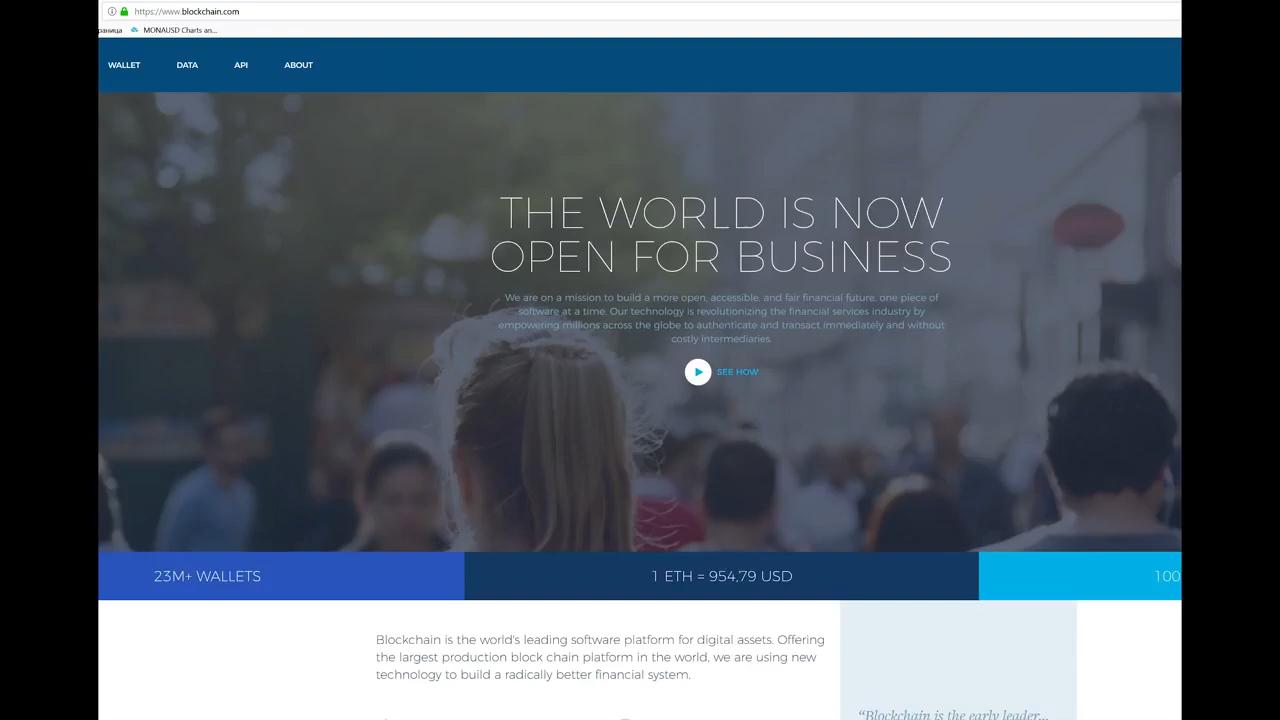 https://www.blockchain.com
раница MONAUSD Charts an...
WALLET DATA API ABOUT
THE WORLD IS NOW
OPEN FOR BUSINESS
We are on a mission to build a more open, accessible, and fair financial future, one piece of
software at a time. Our technology is revolutionizing the financial services industry by
empowering millions across the globe to authenticate and transact immediately and without
costly intermediaries.
SEE HOW
23M+ WALLETS 1 ETH = 954,79 USD 100
Blockchain is the world's leading software platform for digital assets. Offering
the largest production block chain platform in the world, we are using new
technology to build a radically better financial system.
“Blockchain is the early leader...